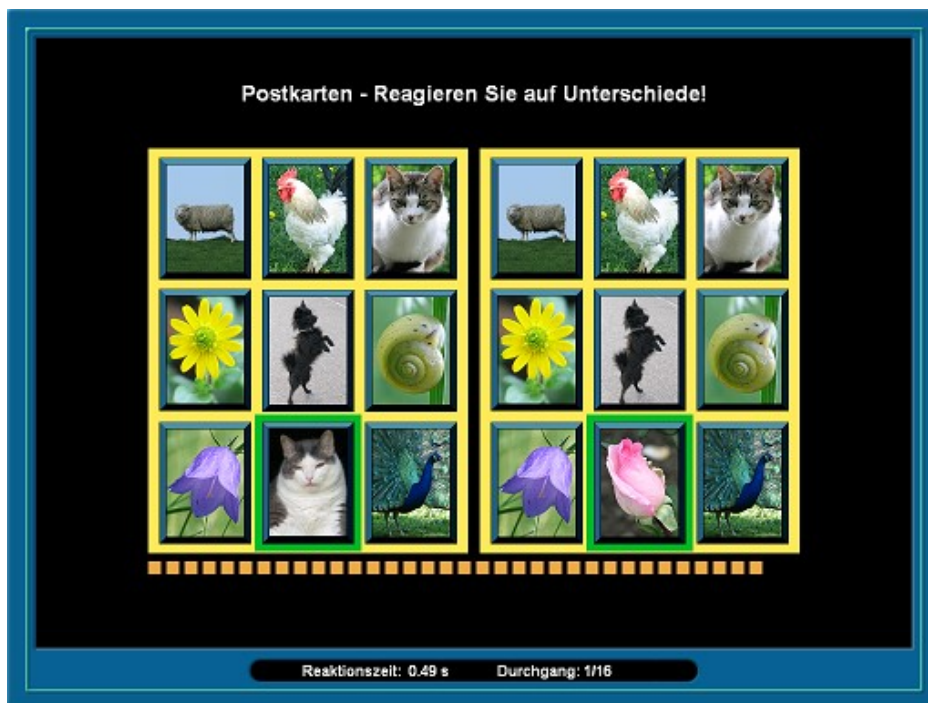 Postkarten - Reagieren Sie auf Unterschiede!
Reaktionszeit: 0.49 s Durchgang: 1/16